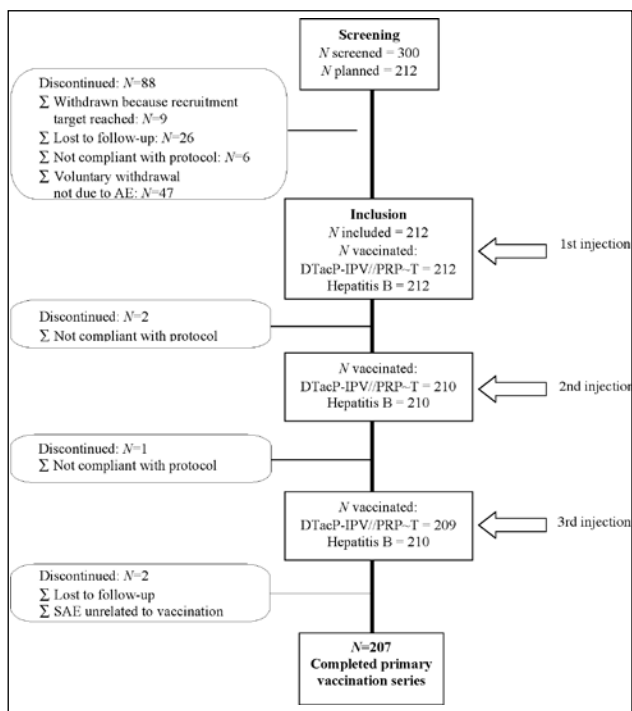 Screening
N screened = 300
N planned = 212
Discontinued: N=88
∑ Withdrawn because recruitment
target reached: N=9
∑ Lost to follow-up: N=26
∑ Not compliant with protocol: N=6
∑ Voluntary withdrawal
not due to AE: N=47
Inclusion
N included = 212
N vaccinated:
DTacP-IPV//PRP~T = 212
Hepatitis B = 212
1st injection
Discontinued: N=2
∑ Not compliant with protocol
N vaccinated:
DTacP-IPV//PRP~T = 210
Hepatitis B = 210
2nd injection
Discontinued: N=1
∑ Not compliant with protocol
N vaccinated:
DTacP-IPV//PRP~T = 209
Hepatitis B = 210
3rd injection
Discontinued: N=2
∑ Lost to follow-up
∑ SAE unrelated to vaccination
N=207
Completed primary
vaccination series